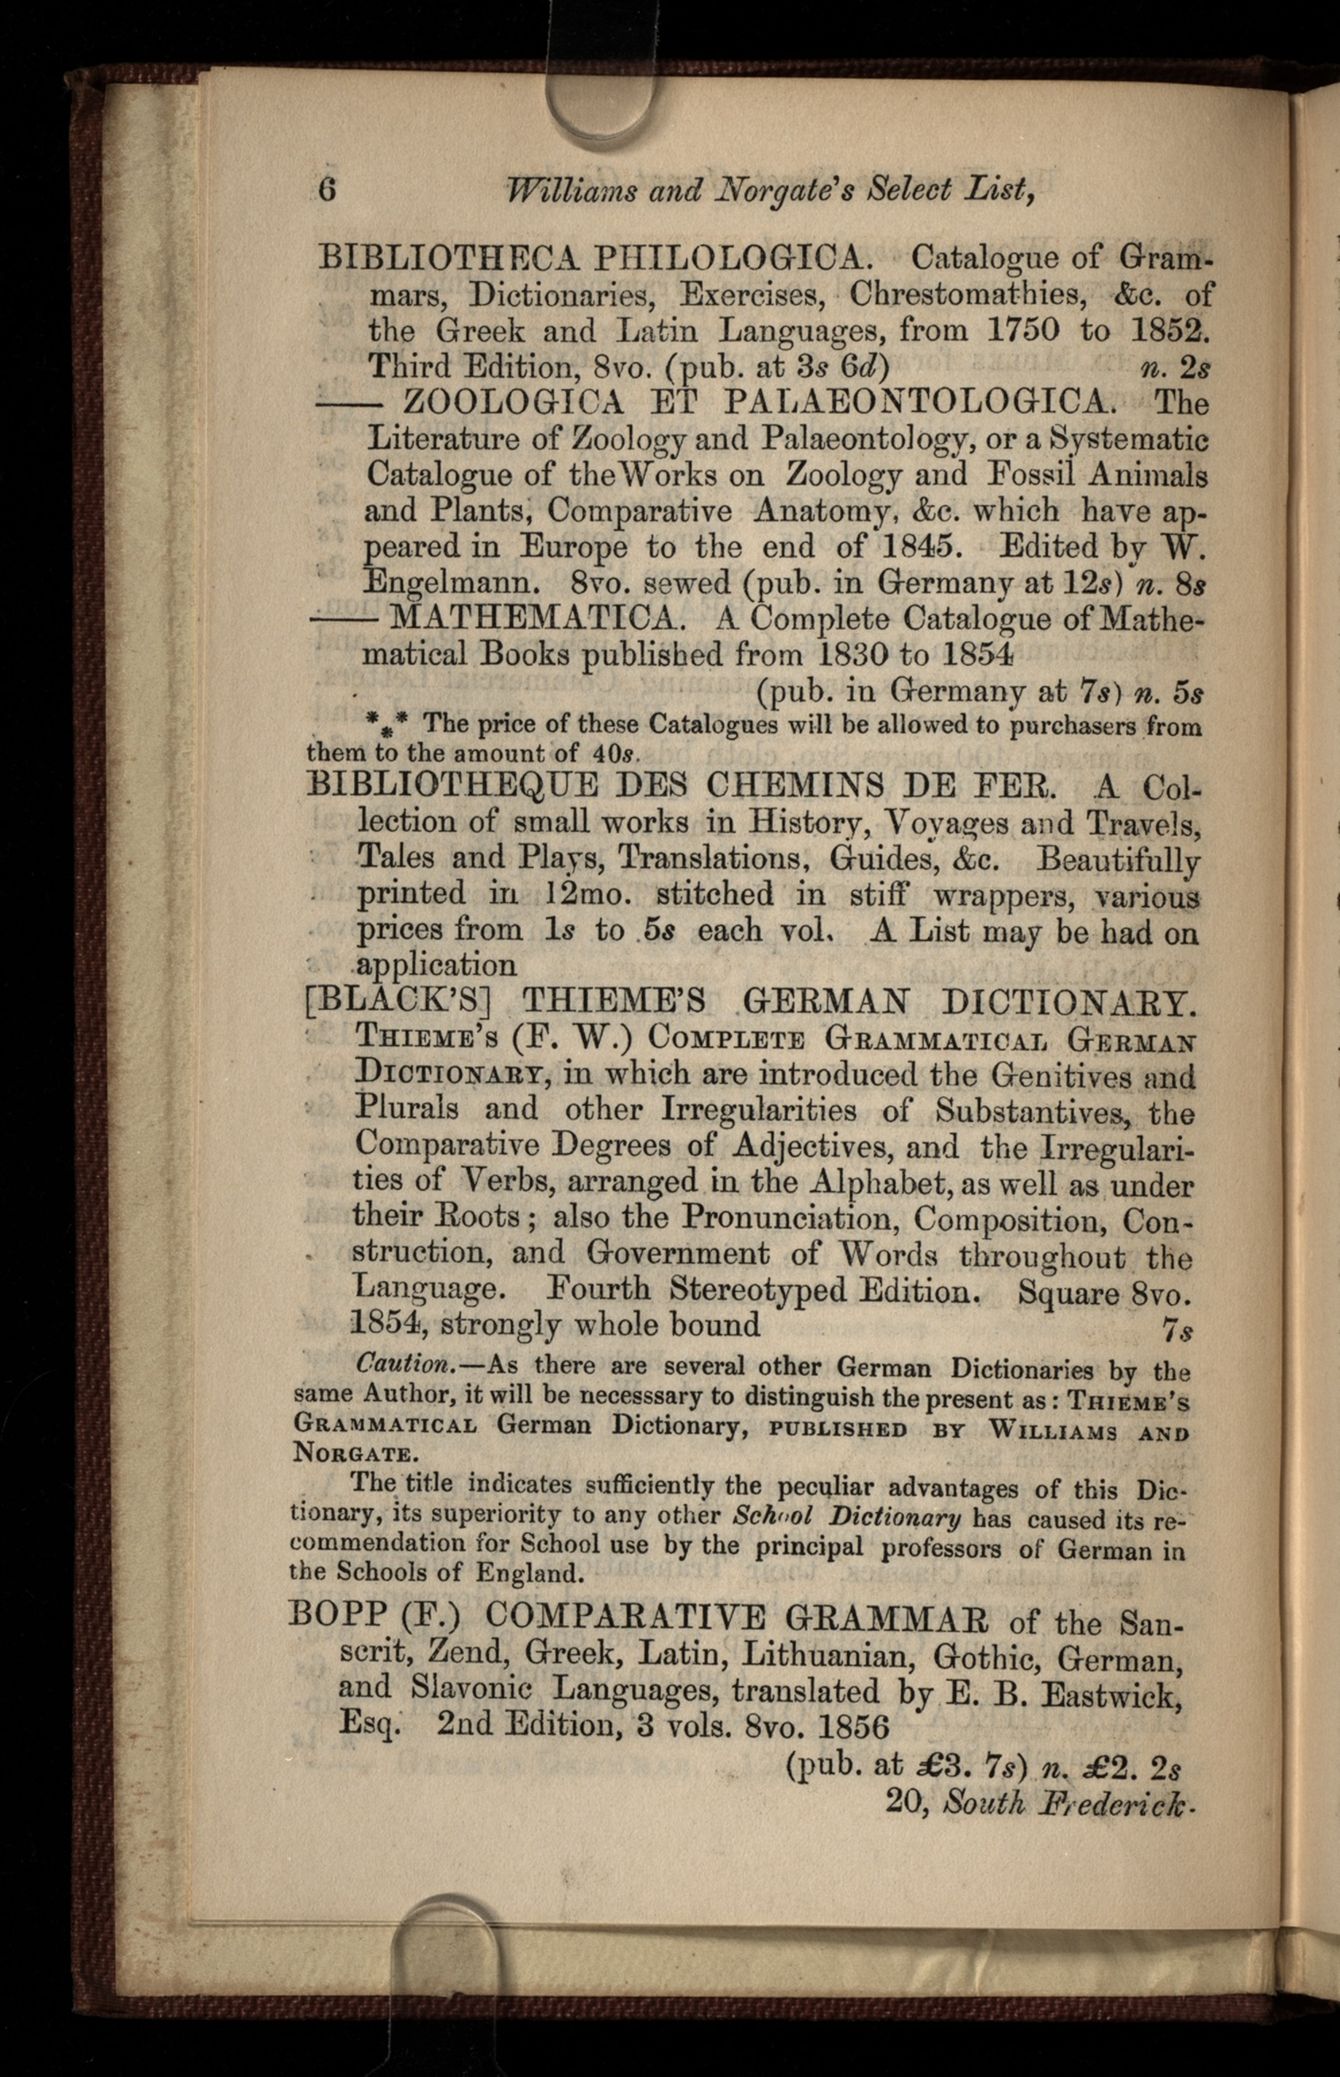 6 Williams and Norgate's Select List,
BIBLIOTHECA PHILOLOGICA. Catalogue of Gram-
mars, Dictionaries, Exercises, Chrestomathies, &c. of
the Greek and Latin Languages, from 1750 to 1852.
Third Edition, 8vo. (pub. at 3s 6d) n. 2s
—— ZOOLOGICA ET PALAEONTOLOGICA. The
Literature of Zoology and Palaeontology, or a Systematic
Catalogue of the Works on Zoology and Fossil Animals
and Plants, Comparative Anatomy, &c. which have ap-
peared in Europe to the end of 1845. Edited by W.
Engelmann. 8vo. sewed (pub. in Germany at 12s) n. 8s
—— MATHEMATICA. A Complete Catalogue of Mathe-
matical Books published from 1830 to 1854
(pub. in Germany at 7s) n. 5s
*** The price of these Catalogues will be allowed to purchasers from
them to the amount of 40s.
BIBLIOTHEQUE DES CHEMINS DE FER. A Col-
lection of small works in History, Voyages and Travels,
Tales and Plays, Translations, Guides, &c. Beautifully
printed in 12mo. stitched in stiff wrappers, various
prices from 1s to 5s each vol. A List may be had on
application
[BLACK'S] THIEME'S GERMAN DICTIONARY.
THIEME'S (F. W.) COMPLETE GRAMMATICAL GERMAN
DICTIONARY, in which are introduced the Genitives and
Plurals and other Irregularities of Substantives, the
Comparative Degrees of Adjectives, and the Irregulari-
ties of Verbs, arranged in the Alphabet, as well as under
their Roots; also the Pronunciation, Composition, Con-
struction, and Government of Words throughout the
Language. Fourth Stereotyped Edition. Square 8vo.
1854, strongly whole bound 7s
Caution.—As there are several other German Dictionaries by the
same Author, it will be necesssary to distinguish the present as: THIEME'S
GRAMMATICAL German Dictionary, PUBLISHED BY WILLIAMS AND
NORGATE.
The title indicates sufficiently the peculiar advantages of this Dic-
tionary, its superiority to any other School Dictionary has caused its re-
commendation for School use by the principal professors of German in
the Schools of England.
BOPP (F.) COMPARATIVE GRAMMAR of the San-
scrit, Zend, Greek, Latin, Lithuanian, Gothic, German,
and Slavonic Languages, translated by E. B. Eastwick,
Esq. 2nd Edition, 3 vols. 8vo. 1856
(pub. at £3. 7s) n. £2. 2s
20, South Frederick-